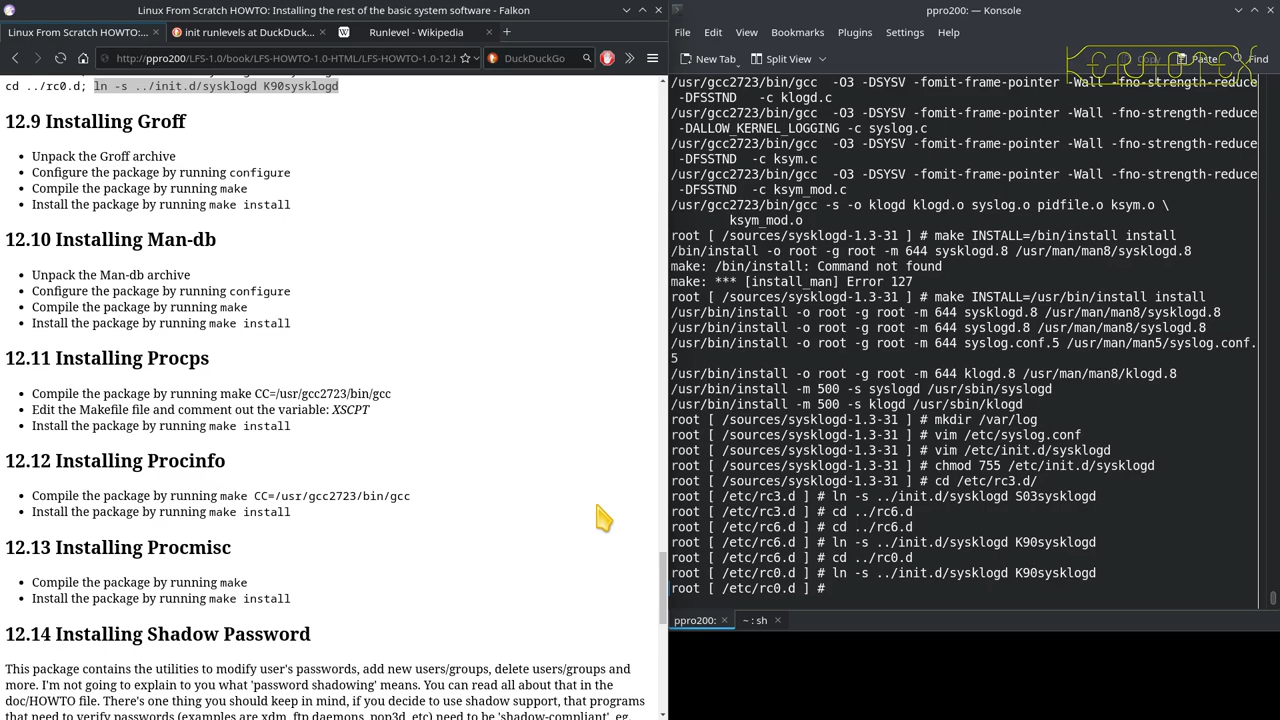 Linux From Scratch HOWTO: Installing the rest of the basic system software - Falkon
Linux From Scratch HOWTO:...
init runlevels at DuckDuc...
Runlevel - Wikipedia
http://ppro200/LFS-1.0/book/LFS-HOWTO-1.0-HTML/LFS-HOWTO-1.0-12.l
DuckDuckGo
cd ../rc0.d; ln -s ../init.d/sysklogd K90sysklogd
12.9 Installing Groff
Unpack the Groff archive
Configure the package by running configure
Compile the package by running make
Install the package by running make install
12.10 Installing Man-db
Unpack the Man-db archive
Configure the package by running configure
Compile the package by running make
Install the package by running make install
12.11 Installing Procps
Compile the package by running make CC=/usr/gcc2723/bin/gcc
Edit the Makefile file and comment out the variable: XSCPT
Install the package by running make install
12.12 Installing Procinfo
Compile the package by running make CC=/usr/gcc2723/bin/gcc
Install the package by running make install
12.13 Installing Procmisc
Compile the package by running make
Install the package by running make install
12.14 Installing Shadow Password
This package contains the utilities to modify user's passwords, add new users/groups, delete users/groups and
more. I'm not going to explain to you what 'password shadowing' means. You can read all about that in the
doc/HOWTO file. There's one thing you should keep in mind, if you decide to use shadow support, that programs
that need to verify passwords (examples are xdm, ftp daemons, pop3d, etc) need to be 'shadow-compliant', eg.
ppro200: — Konsole
File Edit View Bookmarks Plugins Settings Help
New Tab Split View Copy Paste Find
/usr/gcc2723/bin/gcc  -O3 -DSYSV -fomit-frame-pointer -Wall -fno-strength-reduce
-DFSSTND   -c klogd.c
/usr/gcc2723/bin/gcc  -O3 -DSYSV -fomit-frame-pointer -Wall -fno-strength-reduce
-DALLOW_KERNEL_LOGGING -c syslog.c
/usr/gcc2723/bin/gcc  -O3 -DSYSV -fomit-frame-pointer -Wall -fno-strength-reduce
-DFSSTND  -c ksym.c
/usr/gcc2723/bin/gcc  -O3 -DSYSV -fomit-frame-pointer -Wall -fno-strength-reduce
-DFSSTND  -c ksym_mod.c
/usr/gcc2723/bin/gcc -s -o klogd klogd.o syslog.o pidfile.o ksym.o \
ksym_mod.o
root [ /sources/sysklogd-1.3-31 ] # make INSTALL=/bin/install install
/bin/install -o root -g root -m 644 sysklogd.8 /usr/man/man8/sysklogd.8
make: /bin/install: Command not found
make: *** [install_man] Error 127
root [ /sources/sysklogd-1.3-31 ] # make INSTALL=/usr/bin/install install
/usr/bin/install -o root -g root -m 644 sysklogd.8 /usr/man/man8/sysklogd.8
/usr/bin/install -o root -g root -m 644 syslogd.8 /usr/man/man8/syslogd.8
/usr/bin/install -o root -g root -m 644 syslog.conf.5 /usr/man/man5/syslog.conf.
5
/usr/bin/install -o root -g root -m 644 klogd.8 /usr/man/man8/klogd.8
/usr/bin/install -m 500 -s syslogd /usr/sbin/syslogd
/usr/bin/install -m 500 -s klogd /usr/sbin/klogd
root [ /sources/sysklogd-1.3-31 ] # mkdir /var/log
root [ /sources/sysklogd-1.3-31 ] # vim /etc/syslog.conf
root [ /sources/sysklogd-1.3-31 ] # vim /etc/init.d/sysklogd
root [ /sources/sysklogd-1.3-31 ] # chmod 755 /etc/init.d/sysklogd
root [ /sources/sysklogd-1.3-31 ] # cd /etc/rc3.d/
root [ /etc/rc3.d ] # ln -s ../init.d/sysklogd S03sysklogd
root [ /etc/rc3.d ] # cd ../rc6.d
root [ /etc/rc6.d ] # cd ../rc6.d
root [ /etc/rc6.d ] # ln -s ../init.d/sysklogd K90sysklogd
root [ /etc/rc6.d ] # cd ../rc0.d
root [ /etc/rc0.d ] # ln -s ../init.d/sysklogd K90sysklogd
root [ /etc/rc0.d ] #
ppro200:
~ : sh